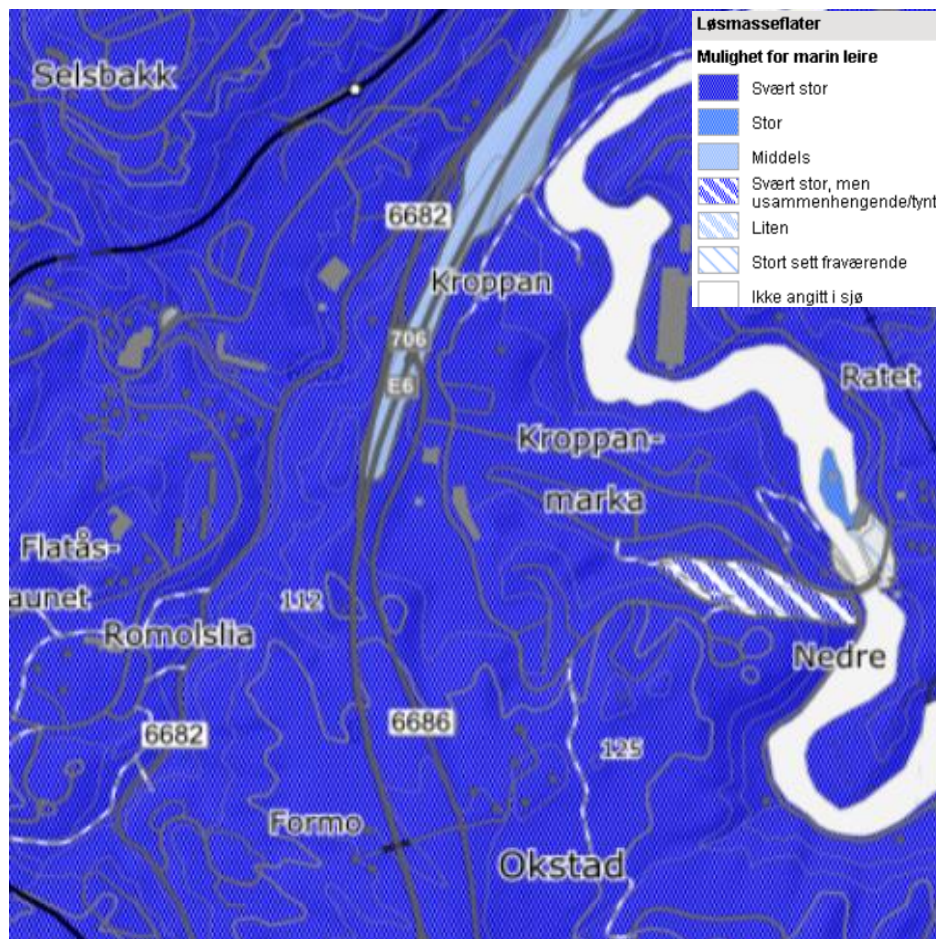 Løsmasseflater
Mulighet for marin leire
Svært stor
Stor
Middels
Svært stor, men
usammenhengende/tynt
Liten
Stort sett fraværende
Ikke angitt i sjø
Selsbakk
6682
Kroppan
706
E6
Ratet
Kroppan-
marka
Flatås-
aunet
112
Romolslia
Nedre
6682
6686
125
Formo
Okstad